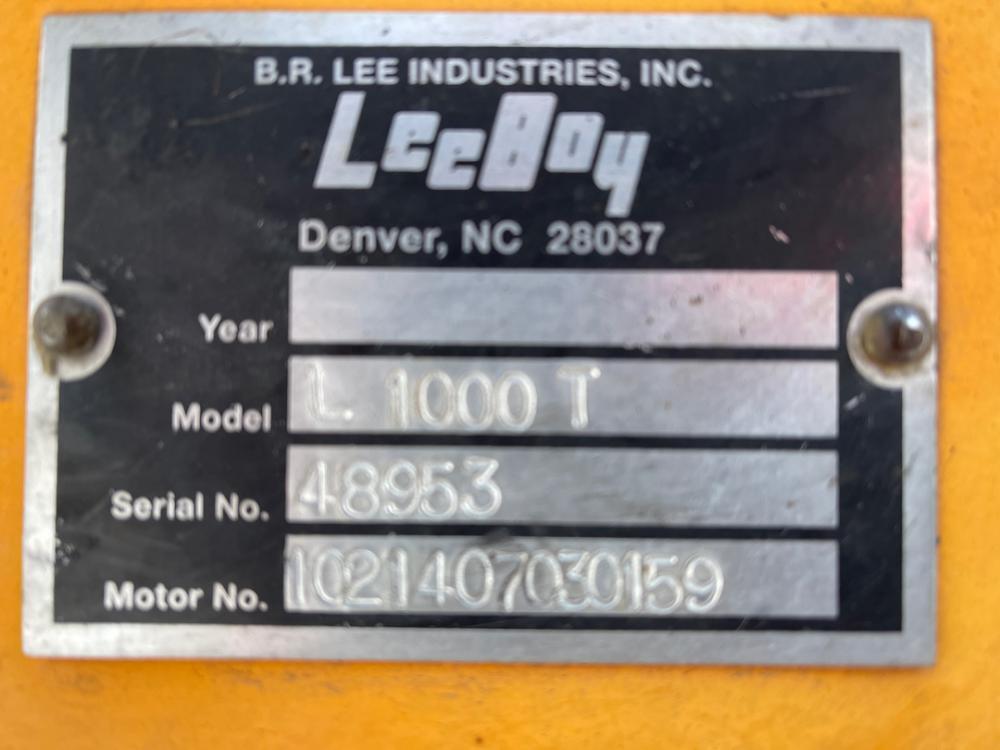 B.R. LEE INDUSTRIES, INC.
LeeBoy
Denver, NC 28037
Year
Model L 1000 T
Serial No. 48953
Motor No. 1021407030159